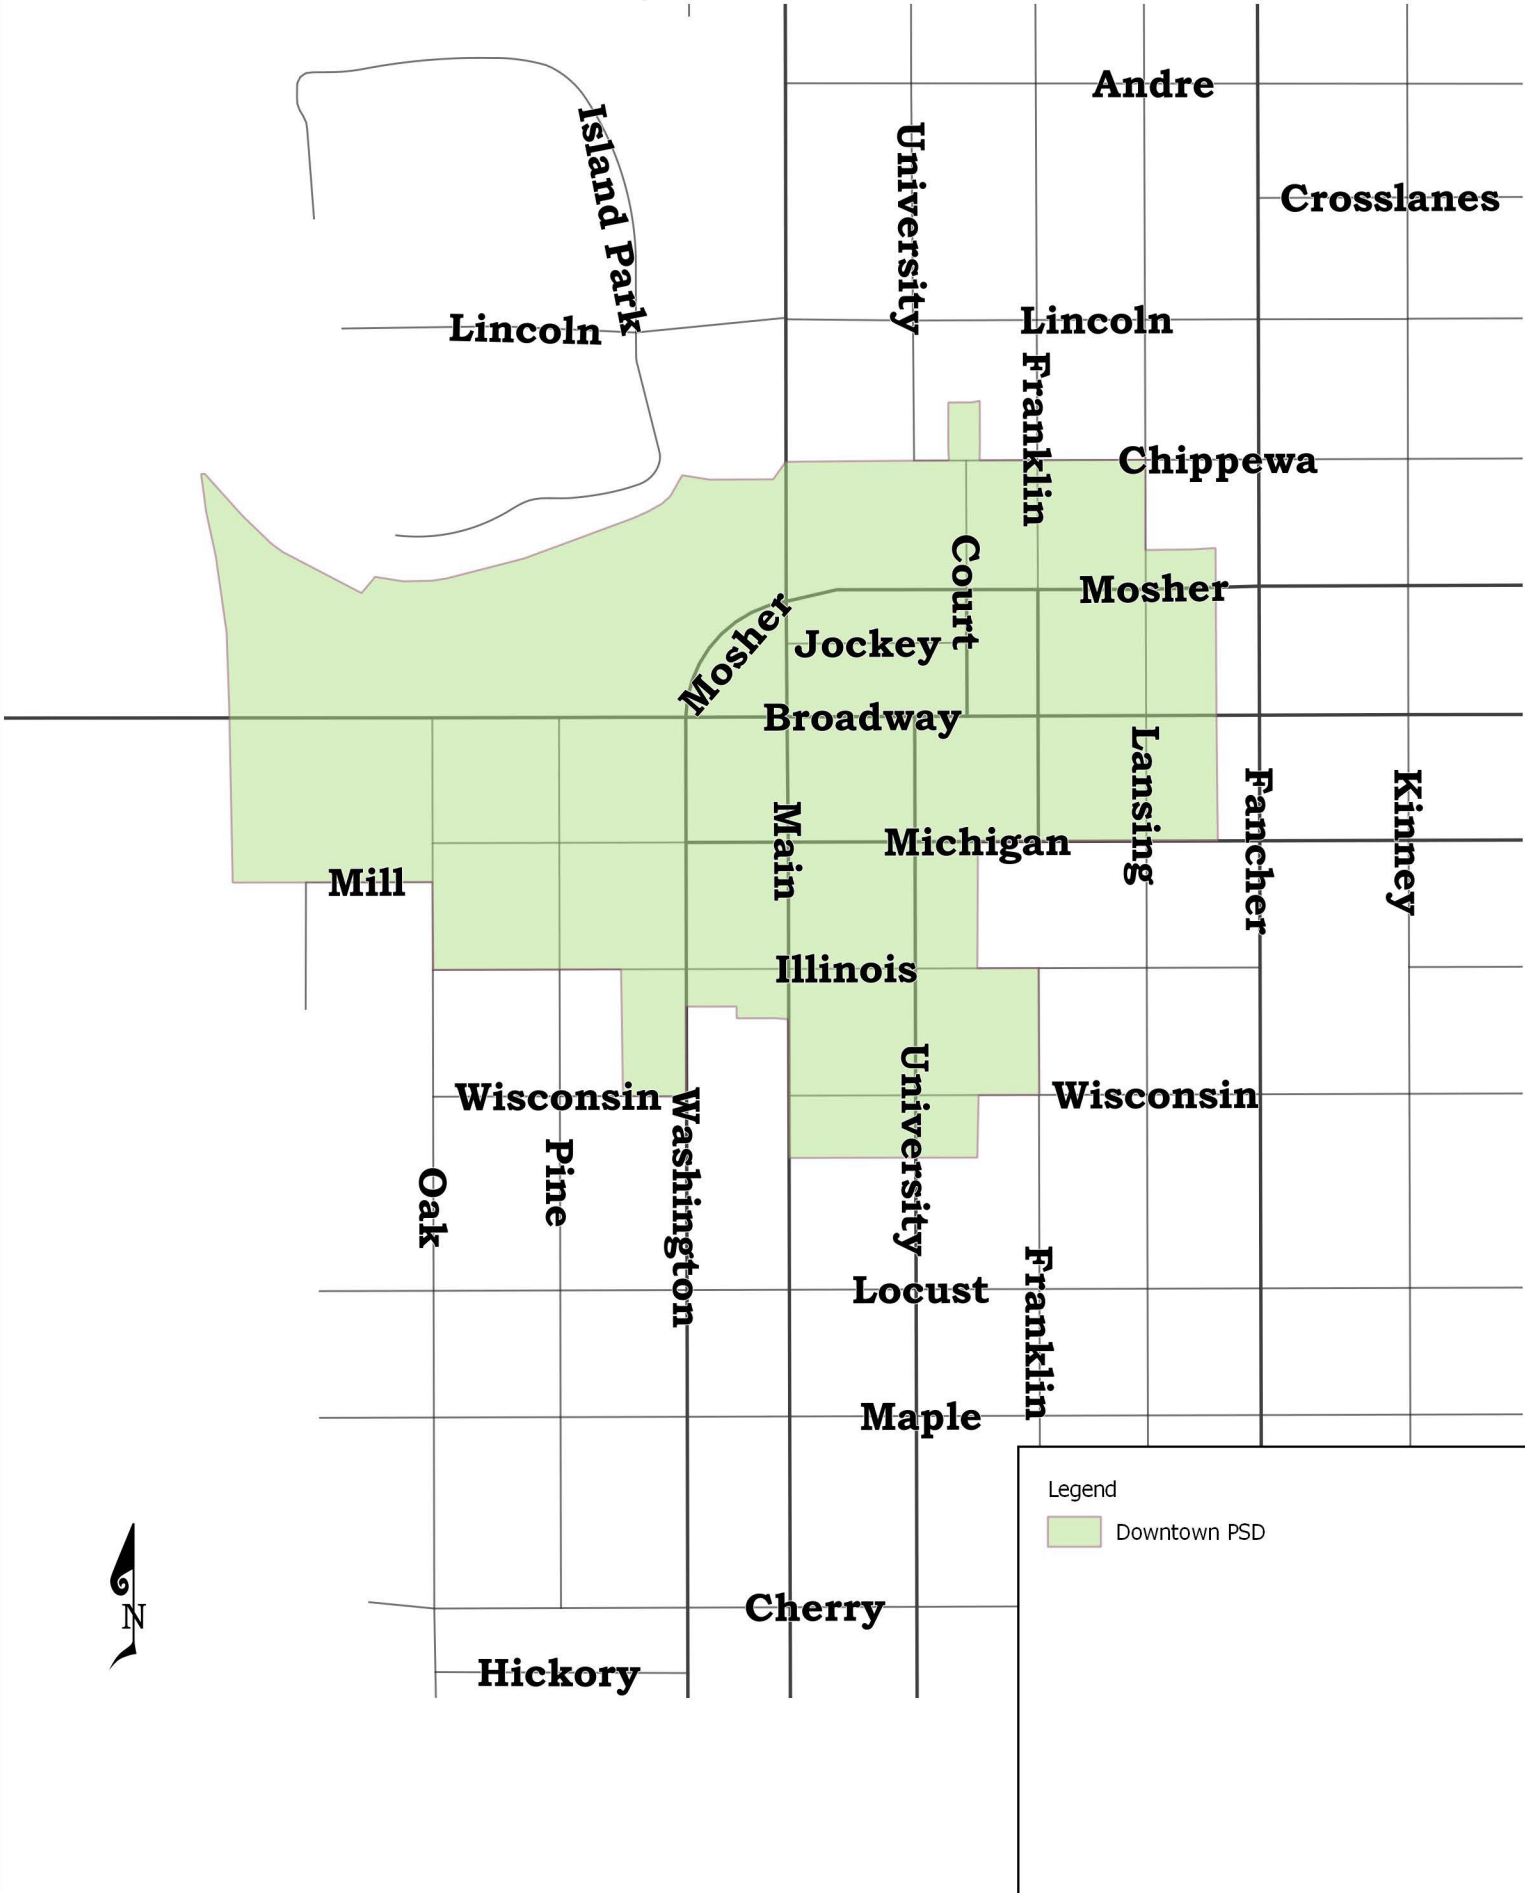 Andre
Island Park
University
Crosslanes
Lincoln
Lincoln
Franklin
Chippewa
Court
Mosher
Mosher
Jockey
Broadway
Lansing
Main
Michigan
Fancher
Kinney
Mill
Illinois
Wisconsin
Wisconsin
University
Washington
Pine
Oak
Locust
Franklin
Maple
Legend
Downtown PSD
N
Cherry
Hickory